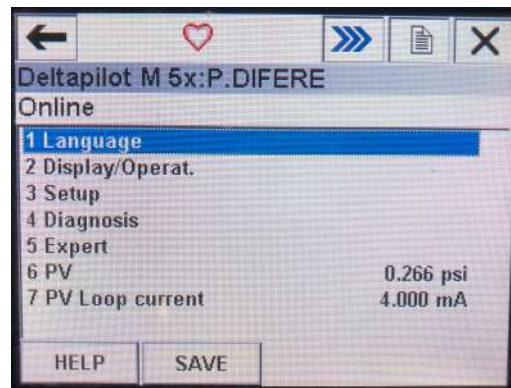 Deltapilot M 5x:P.DIFERE
Online
1 Language
2 Display/Operat.
3 Setup
4 Diagnosis
5 Expert
6 PV 0.266 psi
7 PV Loop current 4.000 mA
HELP SAVE